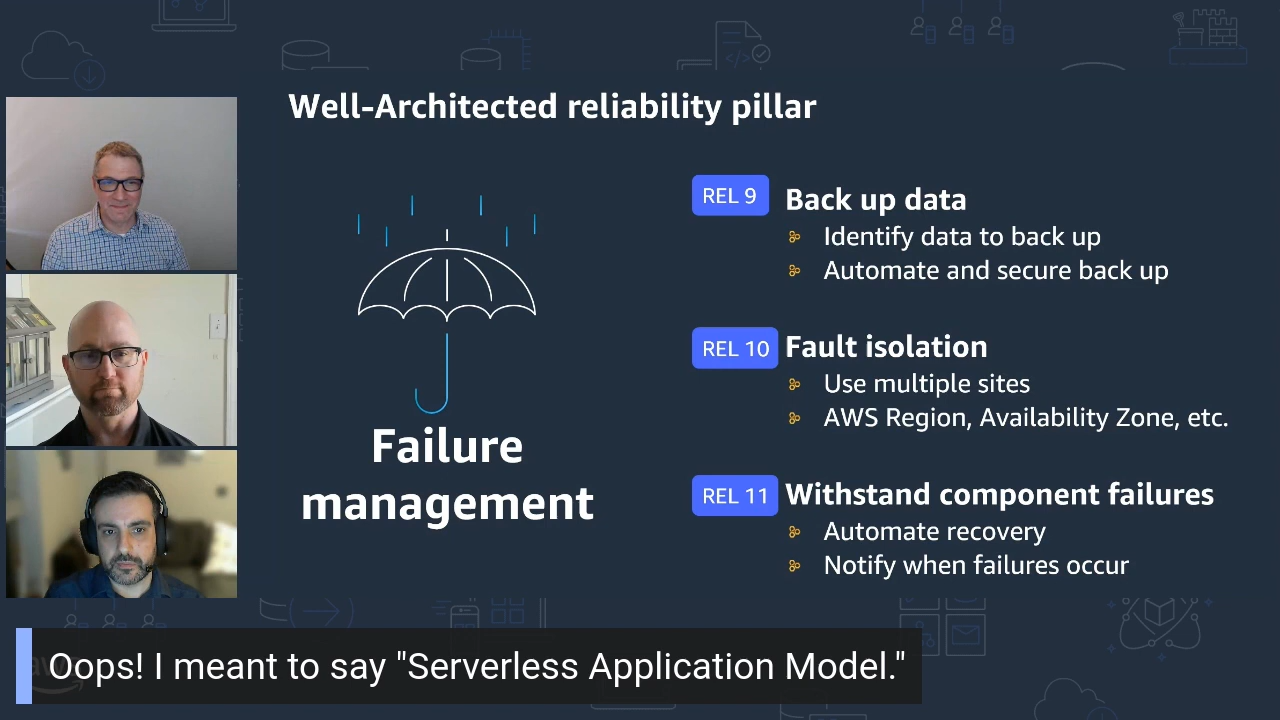 Well-Architected reliability pillar
REL 9
Back up data
Identify data to back up
Automate and secure back up
REL 10
Fault isolation
Use multiple sites
AWS Region, Availability Zone, etc.
REL 11
Withstand component failures
Automate recovery
Notify when failures occur
Failure
management
Oops! I meant to say "Serverless Application Model."
aws